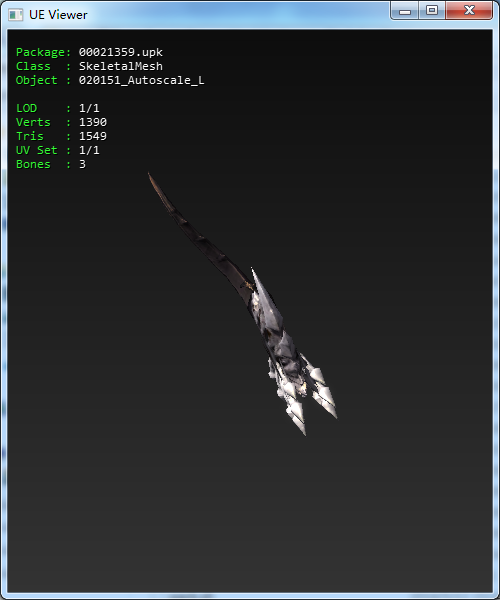 UE Viewer
Package: 00021359.upk
Class : SkeletalMesh
Object : 020151_Autoscale_L
LOD : 1/1
Verts : 1390
Tris : 1549
UV Set : 1/1
Bones : 3